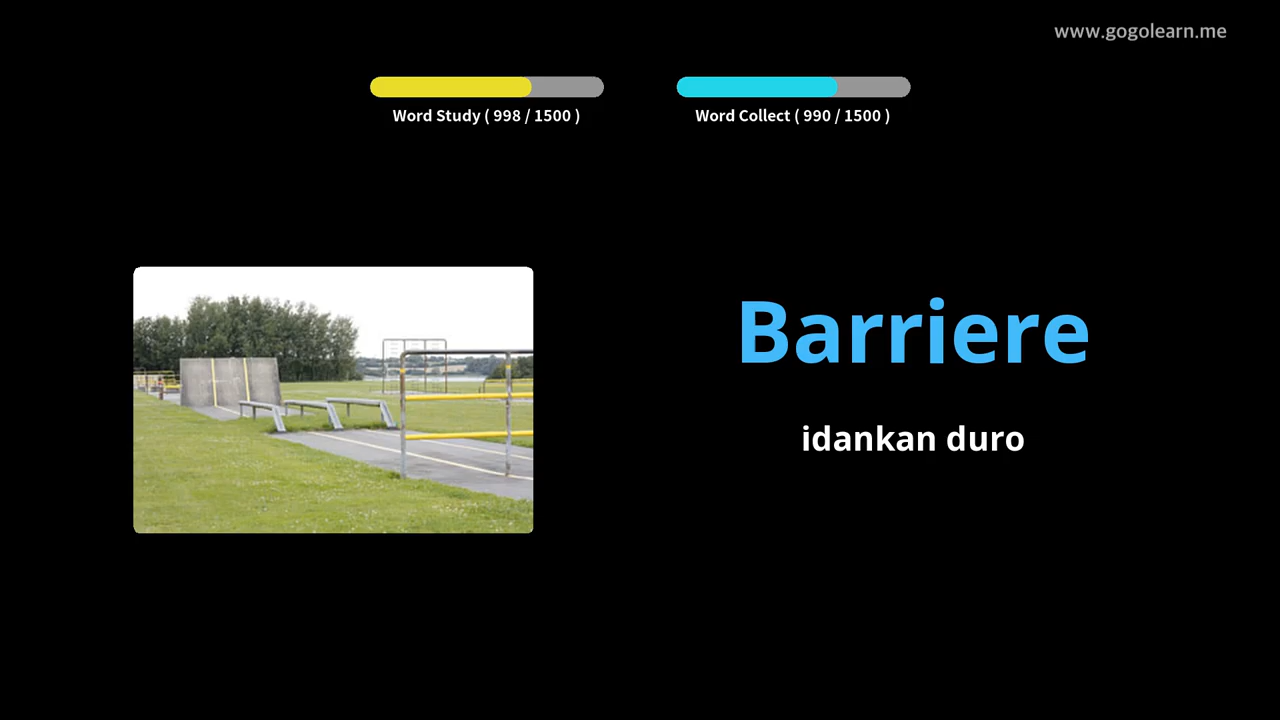 www.gogolearn.me
Word Study ( 998 / 1500 )
Word Collect ( 990 / 1500 )
Barriere
idankan duro